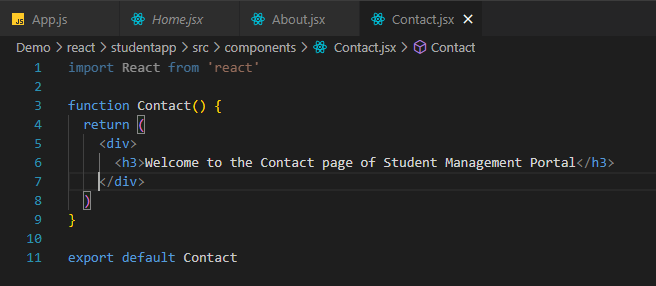 JS App.js Home.jsx About.jsx Contact.jsx ×
Demo > react > studentapp > src > components > Contact.jsx > Contact
1 import React from 'react'
2
3 function Contact() {
4   return (
5     <div>
6       <h3>Welcome to the Contact page of Student Management Portal</h3>
7     </div>
8   )
9 }
10
11 export default Contact